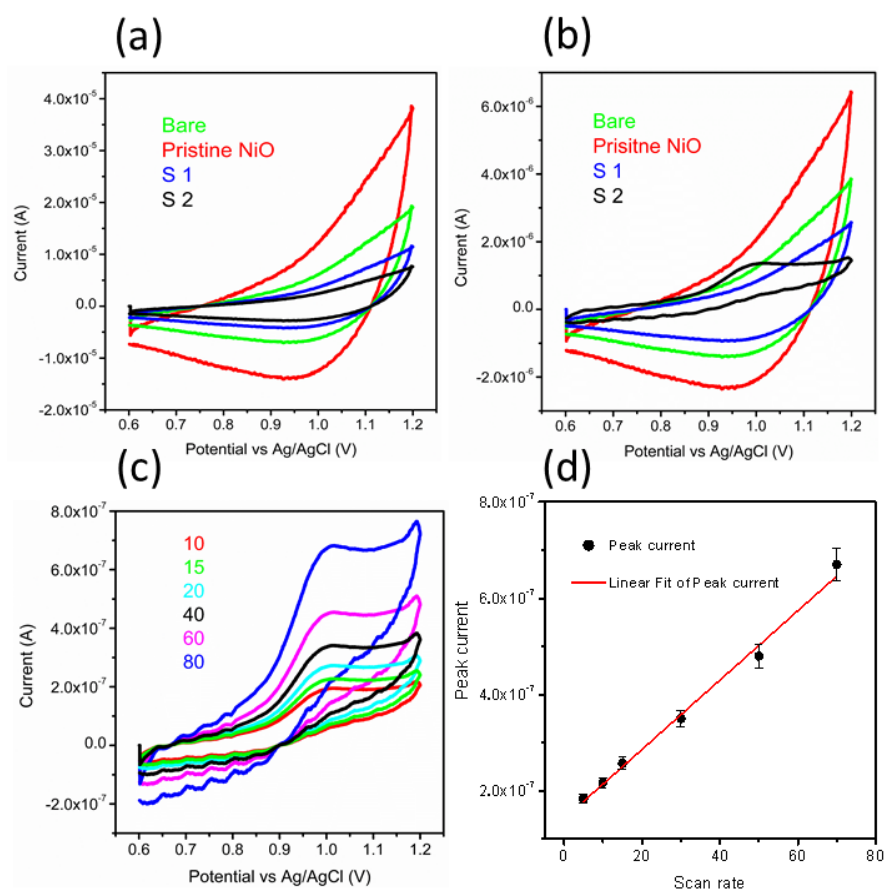 (a)
4.0x10⁻⁵
3.0x10⁻⁵
2.0x10⁻⁵
1.0x10⁻⁵
0.0
-1.0x10⁻⁵
-2.0x10⁻⁵
Current (A)
Bare
Pristine NiO
S 1
S 2
0.6 0.7 0.8 0.9 1.0 1.1 1.2
Potential vs Ag/AgCl (V)
(b)
6.0x10⁻⁶
4.0x10⁻⁶
2.0x10⁻⁶
0.0
-2.0x10⁻⁶
Current (A)
Bare
Prisitne NiO
S 1
S 2
0.6 0.7 0.8 0.9 1.0 1.1 1.2
Potential vs Ag/AgCl (V)
(c)
8.0x10⁻⁷
6.0x10⁻⁷
4.0x10⁻⁷
2.0x10⁻⁷
0.0
-2.0x10⁻⁷
Current (A)
10
15
20
40
60
80
0.6 0.7 0.8 0.9 1.0 1.1 1.2
Potential vs Ag/AgCl (V)
(d)
8.0x10⁻⁷
6.0x10⁻⁷
4.0x10⁻⁷
2.0x10⁻⁷
Peak current
Peak current
Linear Fit of Peak current
0 20 40 60 80
Scan rate